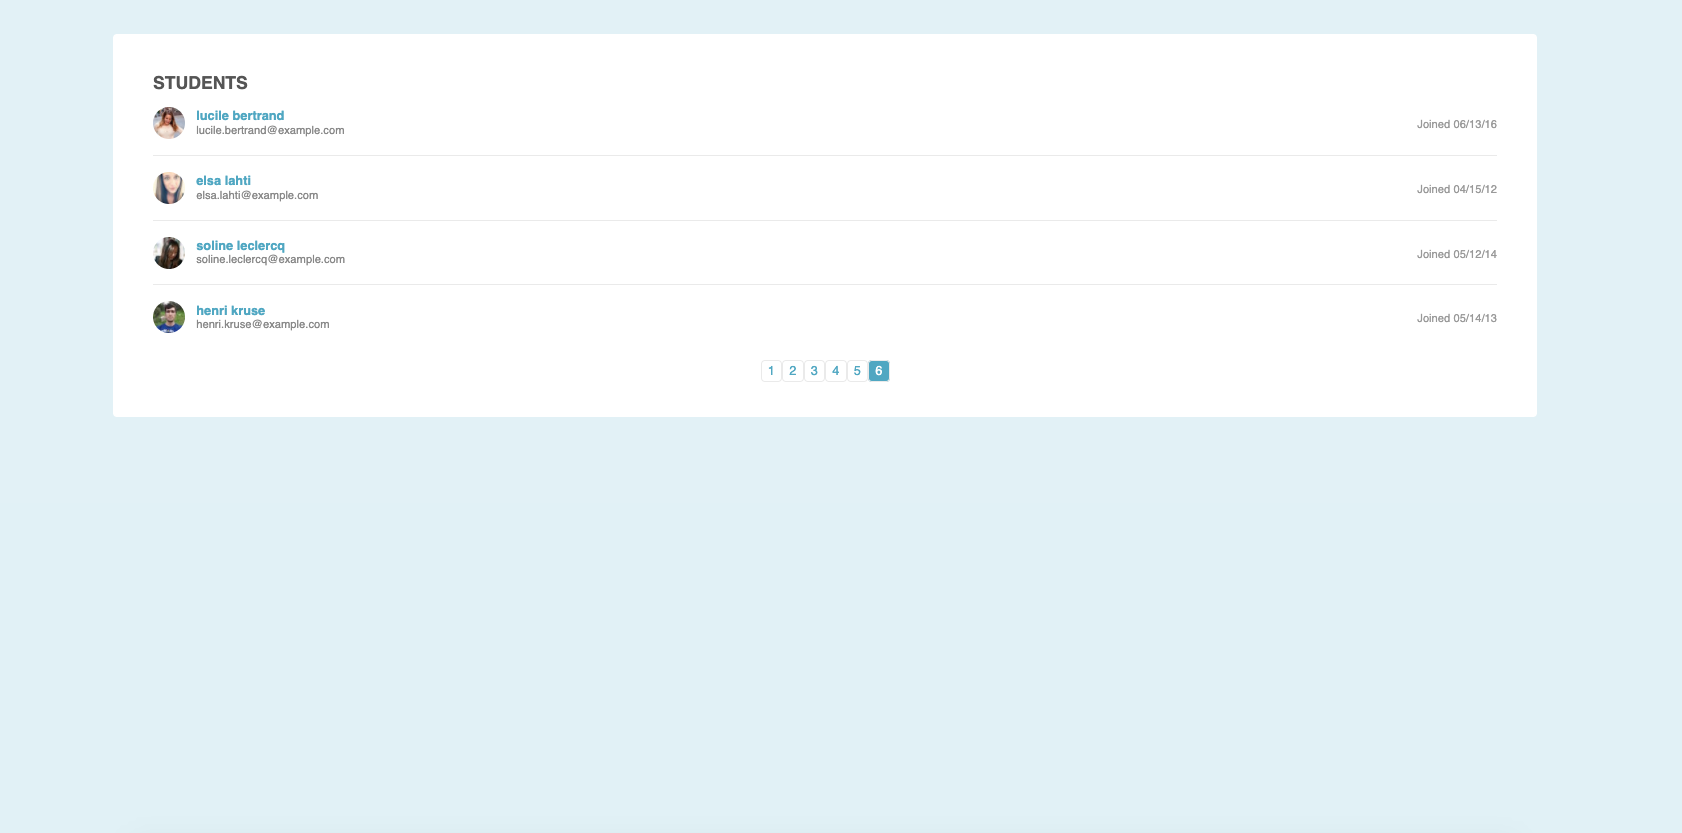 STUDENTS
lucile bertrand
lucile.bertrand@example.com
Joined 06/13/16
elsa lahti
elsa.lahti@example.com
Joined 04/15/12
soline leclercq
soline.leclercq@example.com
Joined 05/12/14
henri kruse
henri.kruse@example.com
Joined 05/14/13
1 2 3 4 5 6